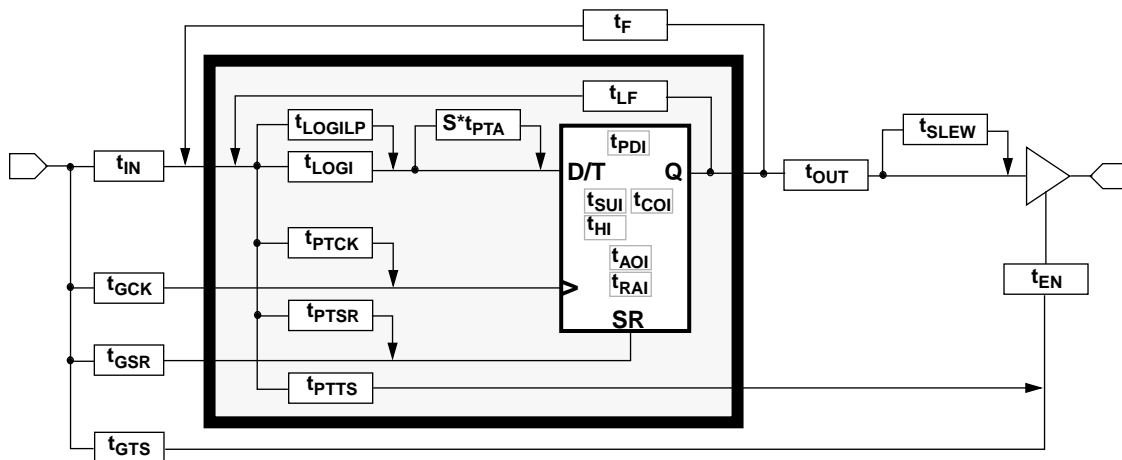 tF
tLF
tLOGILP
S*tPTA
tSLEW
tPDI
tIN
tLOGI
D/T
Q
tOUT
tSUI
tCOI
tHI
tPTCK
tAOI
tEN
tGCK
tRAI
tPTSR
SR
tGSR
tPTTS
tGTS